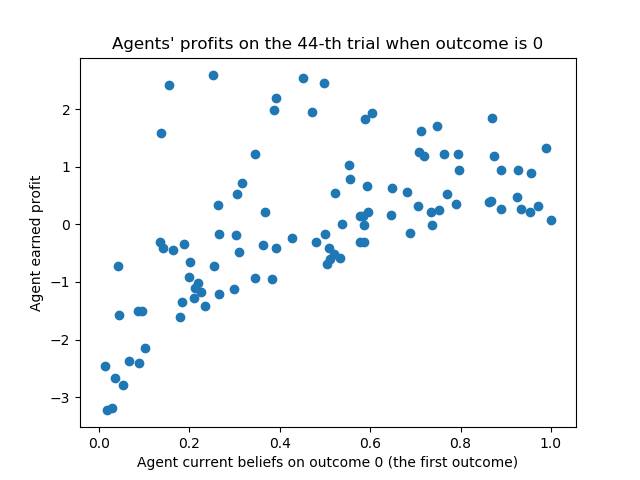 Agents' profits on the 44-th trial when outcome is 0
Agent earned profit
2
1
0
−1
−2
−3
0.0 0.2 0.4 0.6 0.8 1.0
Agent current beliefs on outcome 0 (the first outcome)